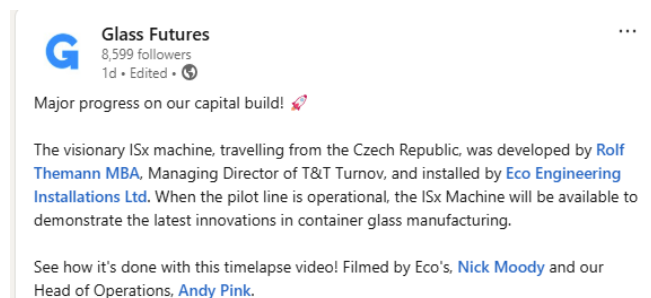 Glass Futures
8,599 followers
1d • Edited •
Major progress on our capital build! 🚀
The visionary ISx machine, travelling from the Czech Republic, was developed by Rolf
Themann MBA, Managing Director of T&T Turnov, and installed by Eco Engineering
Installations Ltd. When the pilot line is operational, the ISx Machine will be available to
demonstrate the latest innovations in container glass manufacturing.
See how it's done with this timelapse video! Filmed by Eco's, Nick Moody and our
Head of Operations, Andy Pink.